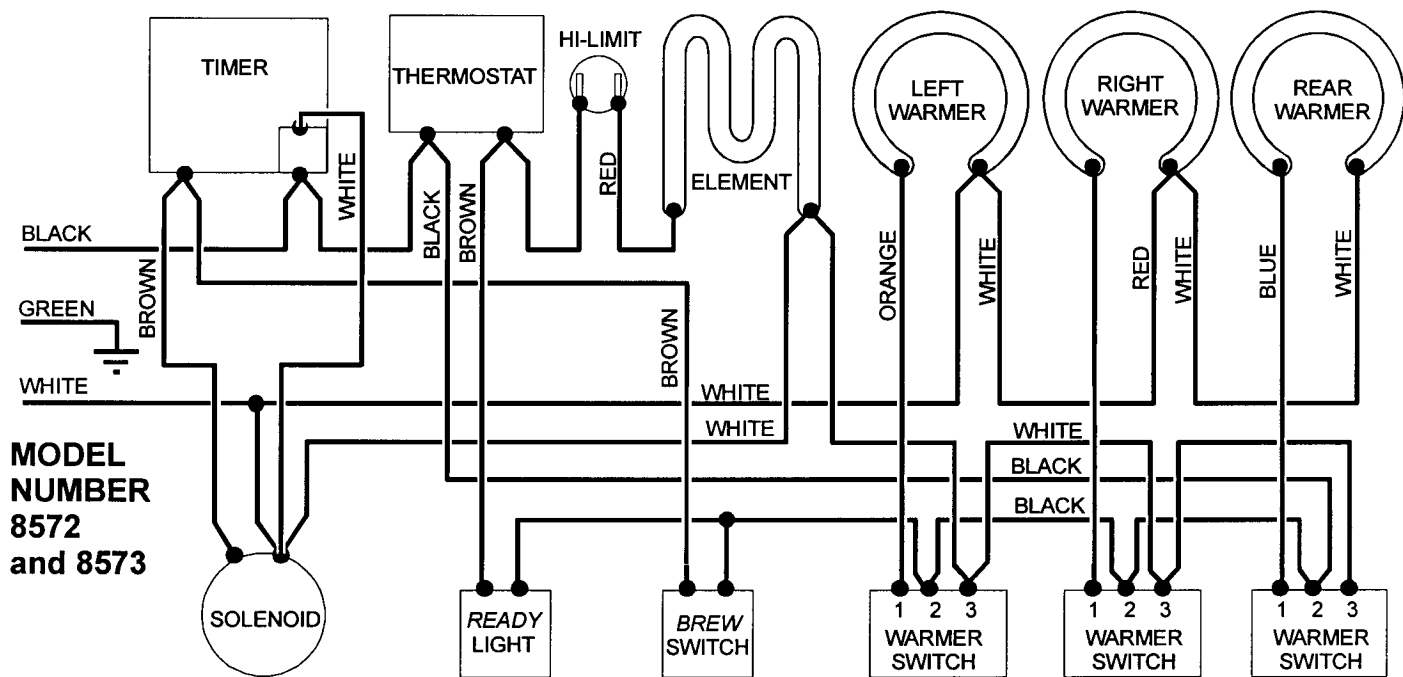 TIMER
THERMOSTAT
HI-LIMIT
ELEMENT
LEFT
WARMER
RIGHT
WARMER
REAR
WARMER
WHITE
RED
BLACK
BROWN
BLACK
BROWN
ORANGE
WHITE
RED
WHITE
BLUE
WHITE
GREEN
BROWN
WHITE
WHITE
WHITE
WHITE
BLACK
BLACK
MODEL
NUMBER
8572
and 8573
SOLENOID
READY
LIGHT
BREW
SWITCH
1 2 3
WARMER
SWITCH
1 2 3
WARMER
SWITCH
1 2 3
WARMER
SWITCH